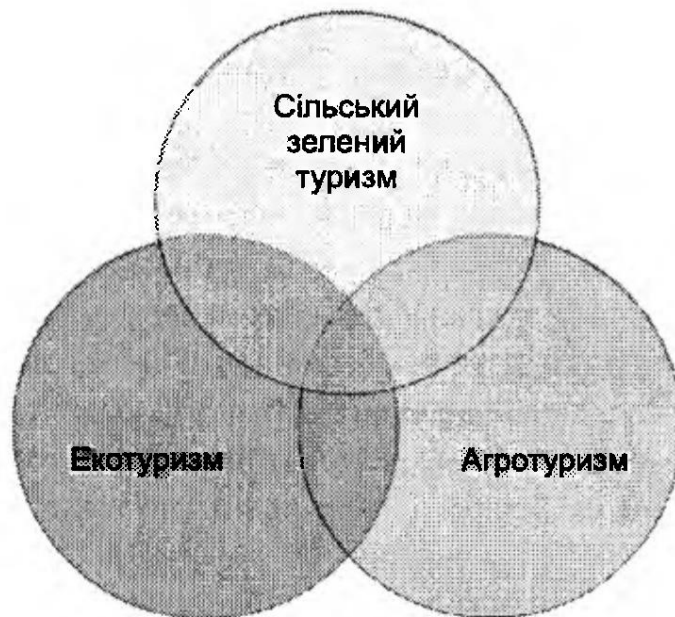 Сільський
зелений
туризм
Екотуризм
Агротуризм